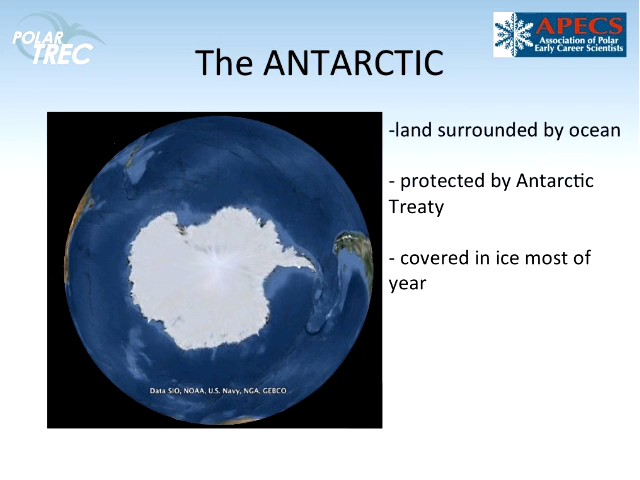 POLAR
TREC
APECS
Association of Polar
Early Career Scientists
The ANTARCTIC
-land surrounded by ocean
- protected by Antarctic
Treaty
- covered in ice most of
year
Data SIO, NOAA, U.S. Navy, NGA, GEBCO